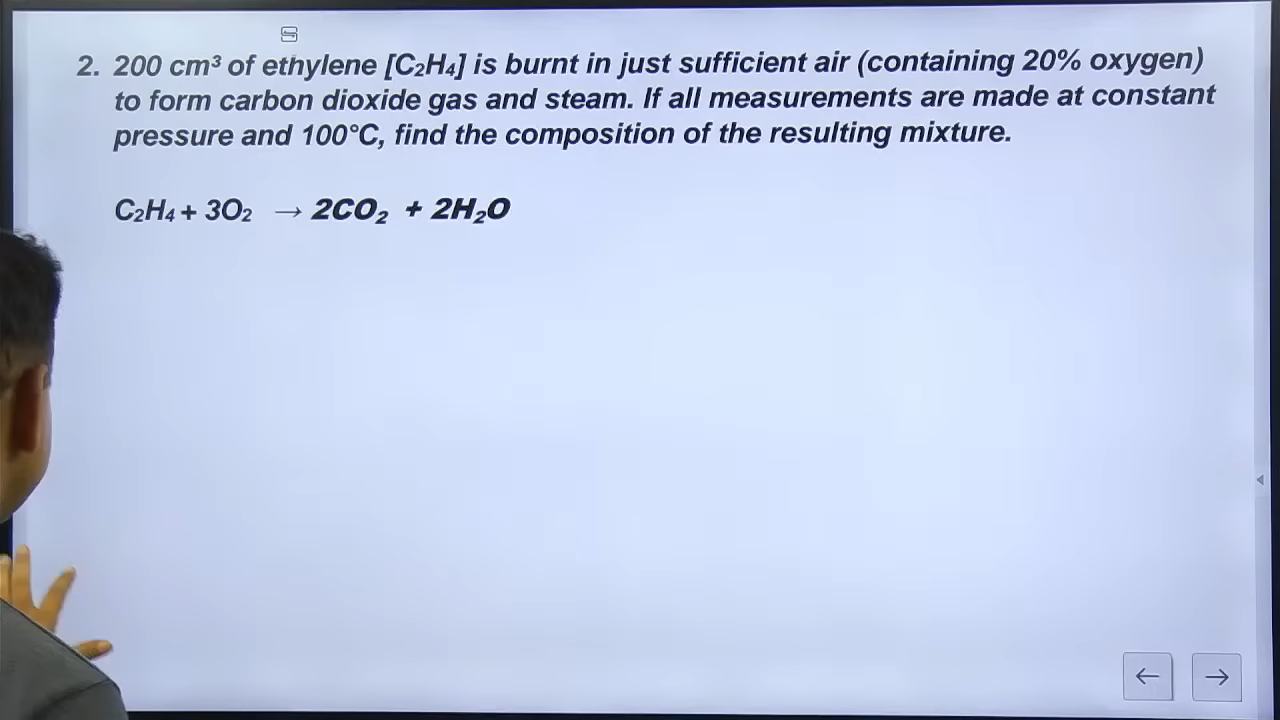 2. 200 cm³ of ethylene [C₂H₄] is burnt in just sufficient air (containing 20% oxygen)
to form carbon dioxide gas and steam. If all measurements are made at constant
pressure and 100°C, find the composition of the resulting mixture.
C₂H₄ + 3O₂ → 2CO₂ + 2H₂O